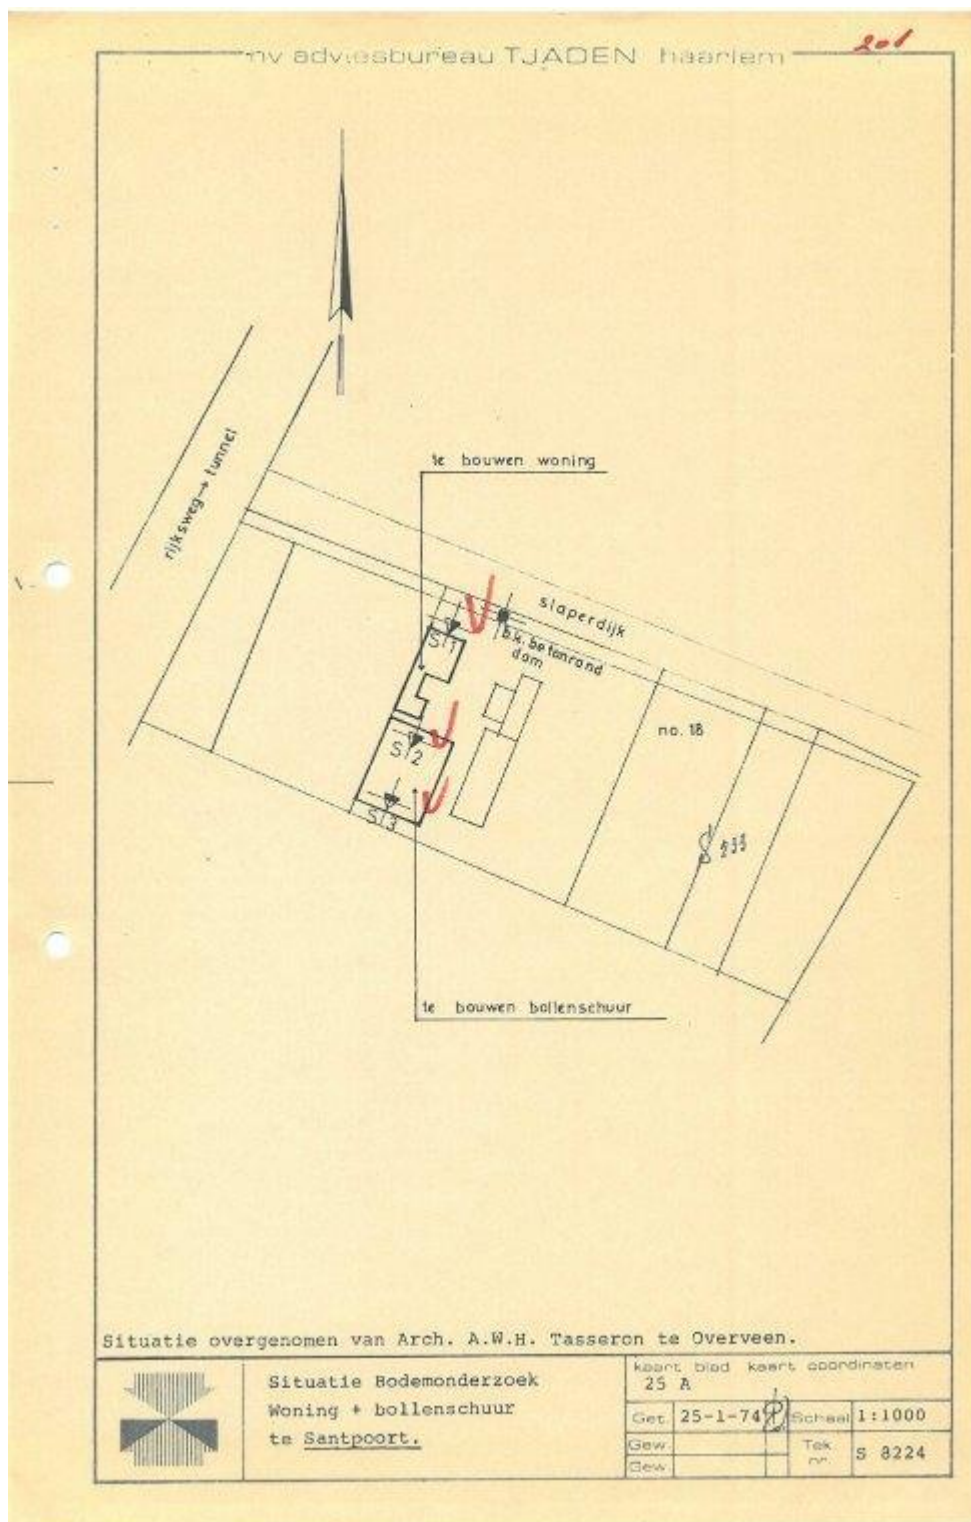 201
nv adviesbureau TJADEN haarlem
te bouwen woning
rijksweg → tunnel
slaperdijk
S1
b.k. betonrand
dam
no. 18
S2
S3
te bouwen bollenschuur
Situatie overgenomen van Arch. A.W.H. Tasseron te Overveen.
Situatie Bodemonderzoek
Woning + bollenschuur
te Santpoort.
kaart blad kaart coordinaten
25 A
Get. 25-1-74 Schaal 1:1000
Gew. Tek nr. S 8224
Gew.